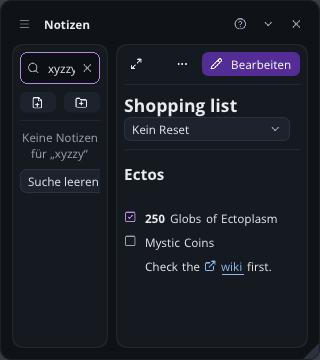 Notizen
xyzzy
Keine Notizen
für „xyzzy“
Suche leeren
Bearbeiten
Shopping list
Kein Reset
Ectos
250 Globs of Ectoplasm
Mystic Coins
Check the wiki first.